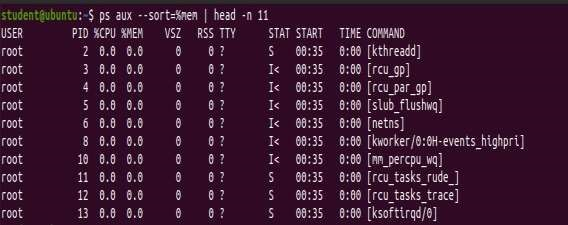 student@ubuntu:~$ ps aux --sort=%mem | head -n 11
USER PID %CPU %MEM VSZ RSS TTY STAT START TIME COMMAND
root 2 0.0 0.0 0 0 ? S 00:35 0:00 [kthreadd]
root 3 0.0 0.0 0 0 ? I< 00:35 0:00 [rcu_gp]
root 4 0.0 0.0 0 0 ? I< 00:35 0:00 [rcu_par_gp]
root 5 0.0 0.0 0 0 ? I< 00:35 0:00 [slub_flushwq]
root 6 0.0 0.0 0 0 ? I< 00:35 0:00 [netns]
root 8 0.0 0.0 0 0 ? I< 00:35 0:00 [kworker/0:0H-events_highpri]
root 10 0.0 0.0 0 0 ? I< 00:35 0:00 [mm_percpu_wq]
root 11 0.0 0.0 0 0 ? S 00:35 0:00 [rcu_tasks_rude_]
root 12 0.0 0.0 0 0 ? S 00:35 0:00 [rcu_tasks_trace]
root 13 0.0 0.0 0 0 ? S 00:35 0:00 [ksoftirqd/0]